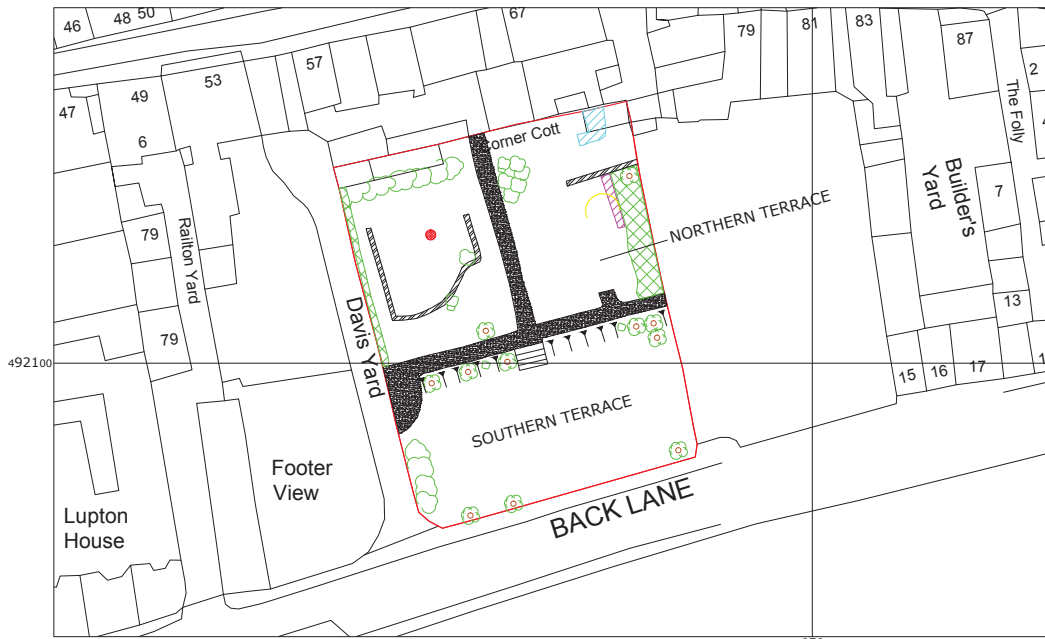 46
48 50
67
79
81
83
87
2
57
53
49
47
6
The Folly
Corner Cott
Builder's
Yard
7
79
Railton Yard
NORTHERN TERRACE
13
Davis Yard
79
492100
15
16
17
SOUTHERN TERRACE
Footer
View
BACK LANE
Lupton
House